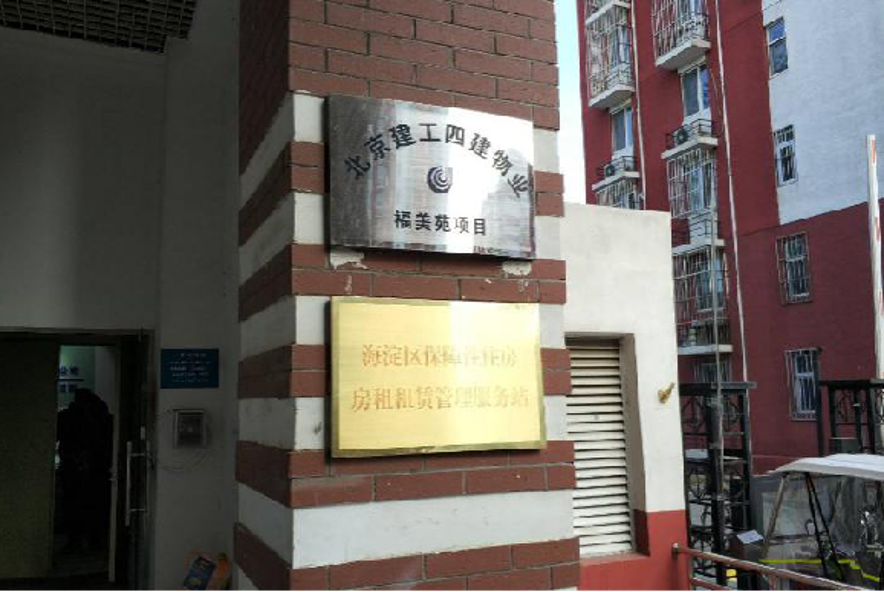 北京建工四建物业
福美苑项目
海淀区保障性住房
房租租赁管理服务站